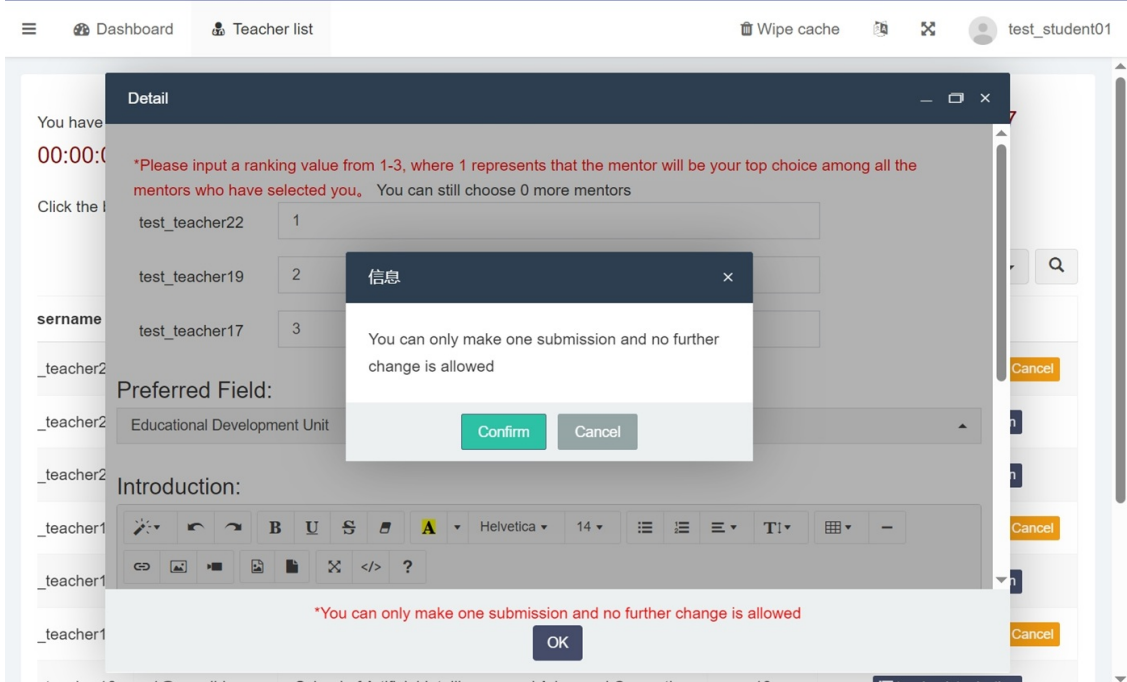 Dashboard
Teacher list
Wipe cache
test_student01
Detail
You have
00:00:0
Click the
*Please input a ranking value from 1-3, where 1 represents that the mentor will be your top choice among all the
mentors who have selected you。 You can still choose 0 more mentors
test_teacher22 1
test_teacher19 2
test_teacher17 3
信息
You can only make one submission and no further
change is allowed
Confirm Cancel
Preferred Field:
Educational Development Unit
Introduction:
B U S A Helvetica 14
*You can only make one submission and no further change is allowed
OK
sername
_teacher2 Cancel
_teacher2
_teacher2
_teacher1 Cancel
_teacher1
_teacher1 Cancel